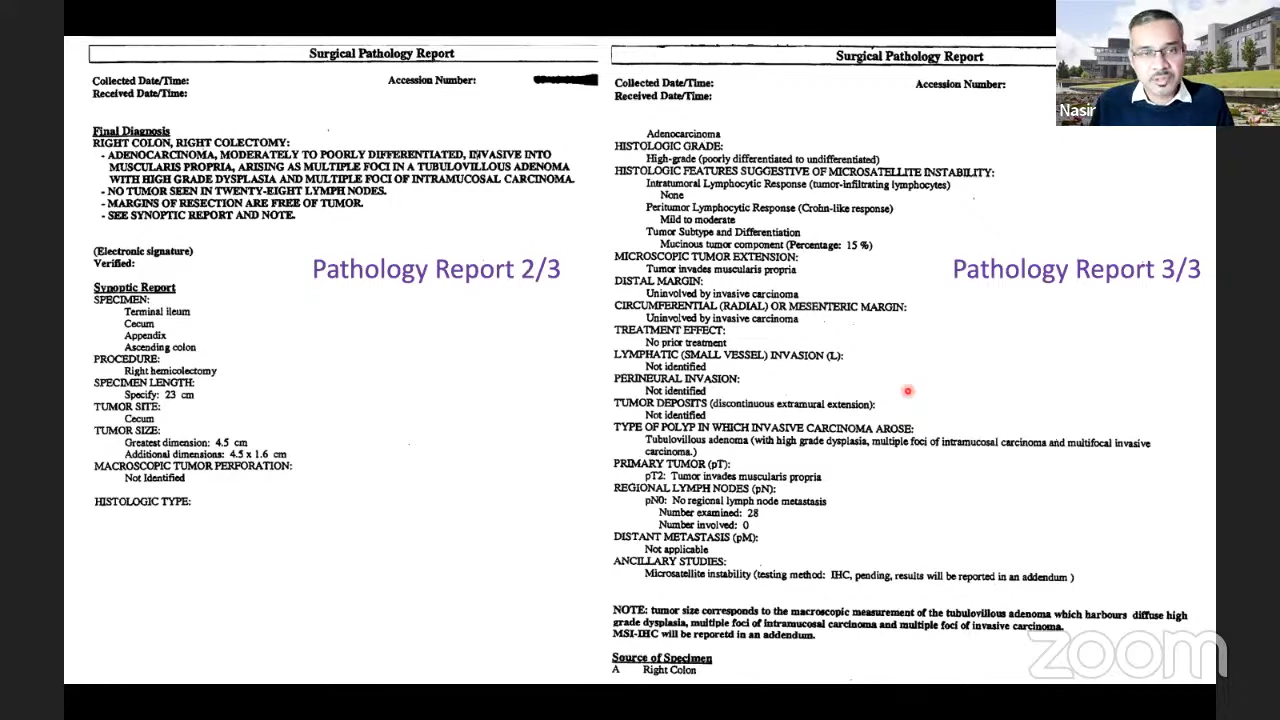 Surgical Pathology Report
Collected Date/Time:
Accession Number:
Received Date/Time:
Final Diagnosis
RIGHT COLON, RIGHT COLECTOMY:
- ADENOCARCINOMA, MODERATELY TO POORLY DIFFERENTIATED, INVASIVE INTO
MUSCULARIS PROPRIA, ARISING AS MULTIPLE FOCI IN A TUBULOVILLOUS ADENOMA
WITH HIGH GRADE DYSPLASIA AND MULTIPLE FOCI OF INTRAMUCOSAL CARCINOMA.
- NO TUMOR SEEN IN TWENTY-EIGHT LYMPH NODES.
- MARGINS OF RESECTION ARE FREE OF TUMOR.
- SEE SYNOPTIC REPORT AND NOTE.
(Electronic signature)
Verified:
Pathology Report 2/3
Synoptic Report
SPECIMEN:
Terminal ileum
Cecum
Appendix
Ascending colon
PROCEDURE:
Right hemicolectomy
SPECIMEN LENGTH:
Specify: 23 cm
TUMOR SITE:
Cecum
TUMOR SIZE:
Greatest dimension: 4.5 cm
Additional dimensions: 4.5 x 1.6 cm
MACROSCOPIC TUMOR PERFORATION:
Not Identified
HISTOLOGIC TYPE:
Surgical Pathology Report
Collected Date/Time:
Accession Number:
Received Date/Time:
Adenocarcinoma
HISTOLOGIC GRADE:
High-grade (poorly differentiated to undifferentiated)
HISTOLOGIC FEATURES SUGGESTIVE OF MICROSATELLITE INSTABILITY:
Intratumoral Lymphocytic Response (tumor-infiltrating lymphocytes)
None
Peritumor Lymphocytic Response (Crohn-like response)
Mild to moderate
Tumor Subtype and Differentiation
Mucinous tumor component (Percentage: 15 %)
MICROSCOPIC TUMOR EXTENSION:
Tumor invades muscularis propria
Pathology Report 3/3
DISTAL MARGIN:
Uninvolved by invasive carcinoma
CIRCUMFERENTIAL (RADIAL) OR MESENTERIC MARGIN:
Uninvolved by invasive carcinoma
TREATMENT EFFECT:
No prior treatment
LYMPHATIC (SMALL VESSEL) INVASION (L):
Not identified
PERINEURAL INVASION:
Not identified
TUMOR DEPOSITS (discontinuous extramural extension):
Not identified
TYPE OF POLYP IN WHICH INVASIVE CARCINOMA AROSE:
Tubulovillous adenoma (with high grade dysplasia, multiple foci of intramucosal carcinoma and multifocal invasive
carcinoma.)
PRIMARY TUMOR (pT):
pT2: Tumor invades muscularis propria
REGIONAL LYMPH NODES (pN):
pN0: No regional lymph node metastasis
Number examined: 28
Number involved: 0
DISTANT METASTASIS (pM):
Not applicable
ANCILLARY STUDIES:
Microsatellite instability (testing method: IHC, pending, results will be reported in an addendum )
NOTE: tumor size corresponds to the macroscopic measurement of the tubulovillous adenoma which harbours diffuse high
grade dysplasia, multiple foci of intramucosal carcinoma and multiple foci of invasive carcinoma.
MSI-IHC will be reporetd in an addendum.
Source of Specimen
A Right Colon
Nasir
zoom